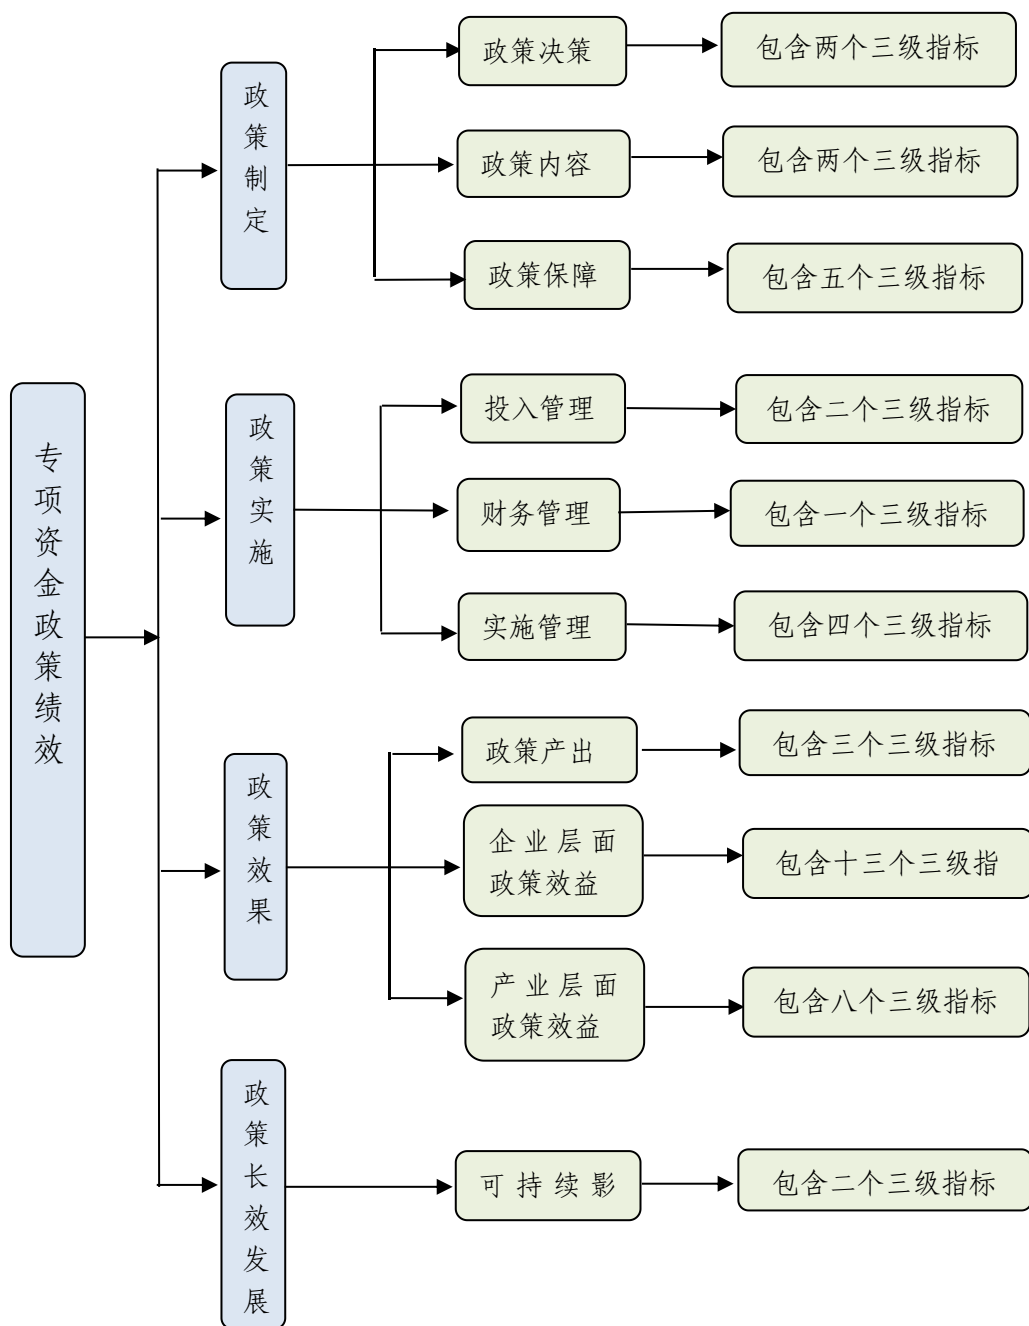 专项资金政策绩效
政策制定
政策决策
包含两个三级指标
政策内容
包含两个三级指标
政策保障
包含五个三级指标
政策实施
投入管理
包含二个三级指标
财务管理
包含一个三级指标
实施管理
包含四个三级指标
政策效果
政策产出
包含三个三级指标
企业层面
政策效益
包含十三个三级指
产业层面
政策效益
包含八个三级指标
政策长效发展
可持续影
包含二个三级指标